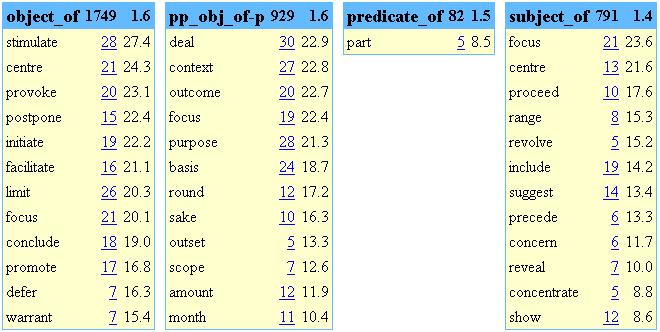 object_of 1749 1.6 pp_obj_of-p 929 1.6 predicate_of 82 1.5 subject_of 791 1.4
stimulate 28 27.4 deal 30 22.9 part 5 8.5 focus 21 23.6
centre 21 24.3 context 27 22.8 centre 13 21.6
provoke 20 23.1 outcome 20 22.7 proceed 10 17.6
postpone 15 22.4 focus 19 22.4 range 8 15.3
initiate 19 22.2 purpose 28 21.3 revolve 5 15.2
facilitate 16 21.1 basis 24 18.7 include 19 14.2
limit 26 20.3 round 12 17.2 suggest 14 13.4
focus 21 20.1 sake 10 16.3 precede 6 13.3
conclude 18 19.0 outset 5 13.3 concern 6 11.7
promote 17 16.8 scope 7 12.6 reveal 7 10.0
defer 7 16.3 amount 12 11.9 concentrate 5 8.8
warrant 7 15.4 month 11 10.4 show 12 8.6